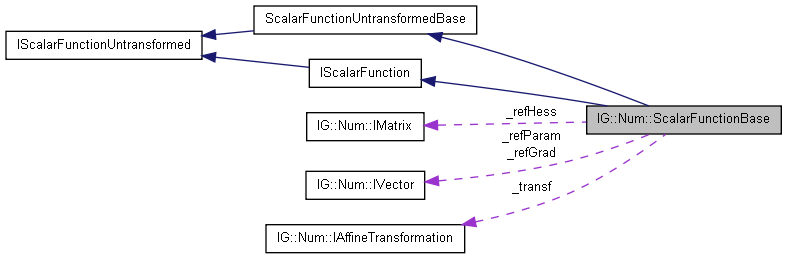 ScalarFunctionUntransformedBase
IScalarFunctionUntransformed
IScalarFunction
_refHess
IG::Num::ScalarFunctionBase
IG::Num::IMatrix
_refParam
_refGrad
IG::Num::IVector
_transf
IG::Num::IAffineTransformation